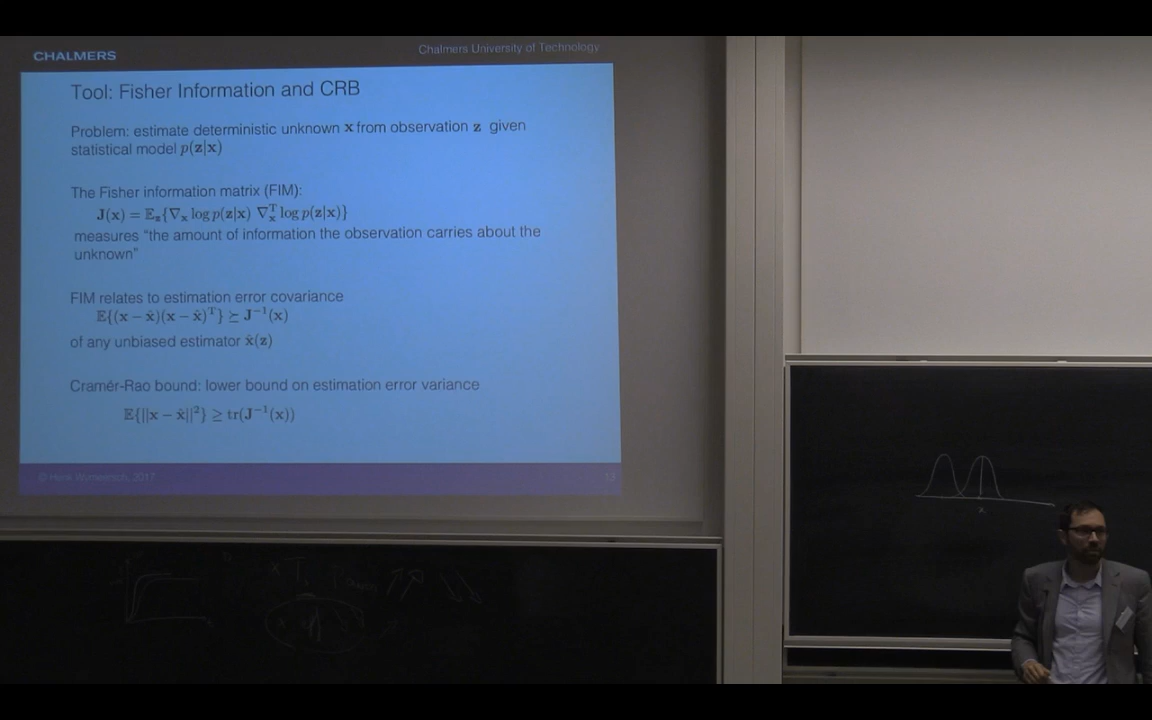 CHALMERS
Chalmers University of Technology
Tool: Fisher Information and CRB
Problem: estimate deterministic unknown x from observation z given
statistical model p(z|x)
The Fisher information matrix (FIM):
J(x) = 𝔼_z{∇_x log p(z|x) ∇_x^T log p(z|x)}
measures “the amount of information the observation carries about the
unknown”
FIM relates to estimation error covariance
𝔼{(x − x̂)(x − x̂)^T} ⪰ J^−1(x)
of any unbiased estimator x̂(z)
Cramér-Rao bound: lower bound on estimation error variance
𝔼{||x − x̂||^2} ≥ tr(J^−1(x))
© Henk Wymeersch, 2017
x